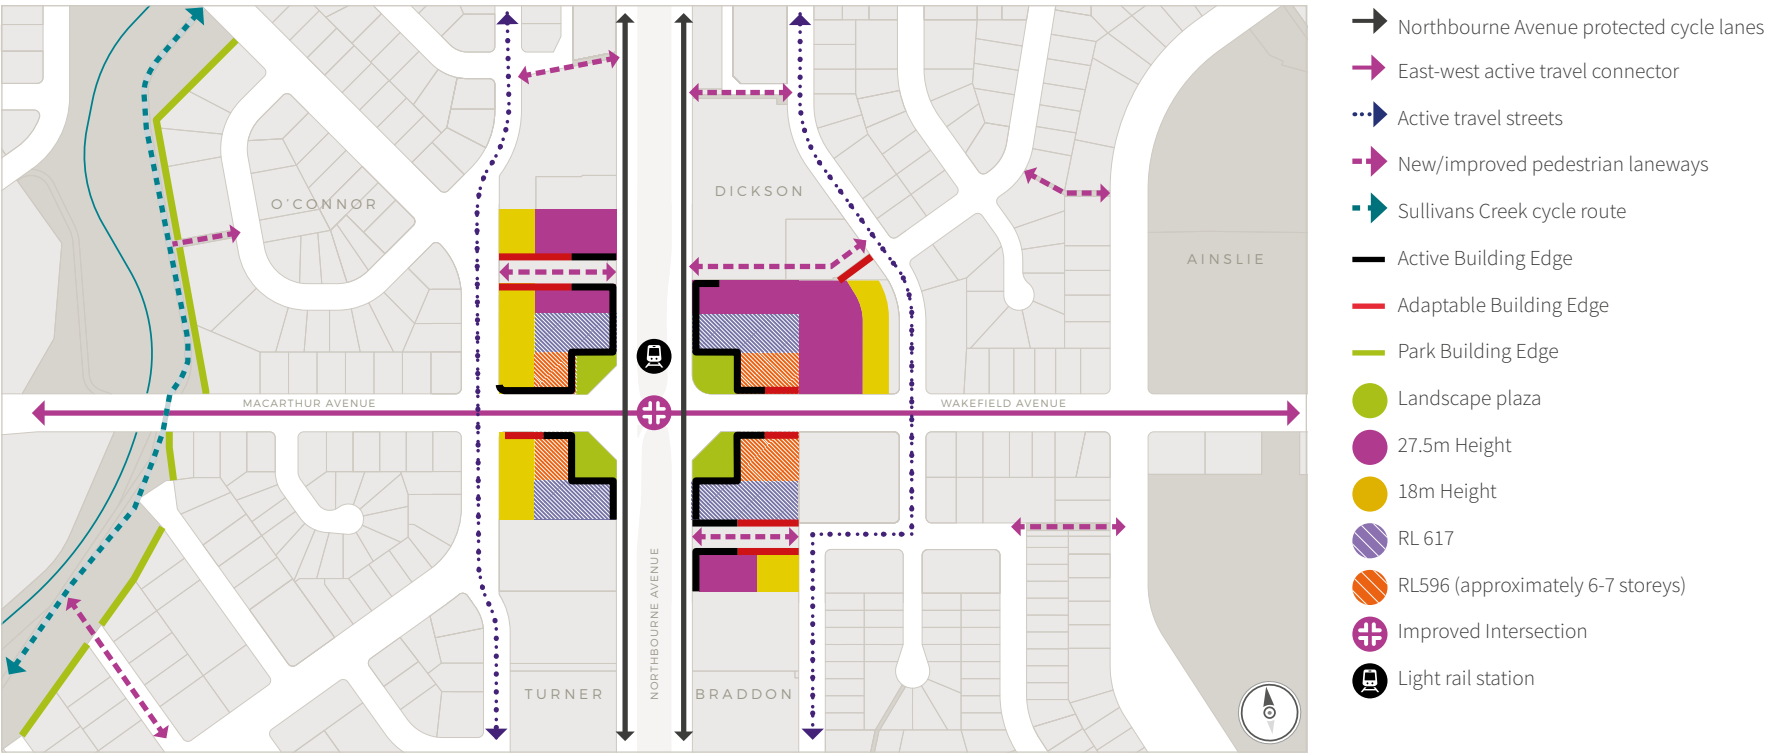 O'CONNOR
DICKSON
AINSLIE
MACARTHUR AVENUE
WAKEFIELD AVENUE
NORTHBOURNE AVENUE
TURNER
BRADDON
Northbourne Avenue protected cycle lanes
East-west active travel connector
Active travel streets
New/improved pedestrian laneways
Sullivans Creek cycle route
Active Building Edge
Adaptable Building Edge
Park Building Edge
Landscape plaza
27.5m Height
18m Height
RL 617
RL596 (approximately 6-7 storeys)
Improved Intersection
Light rail station